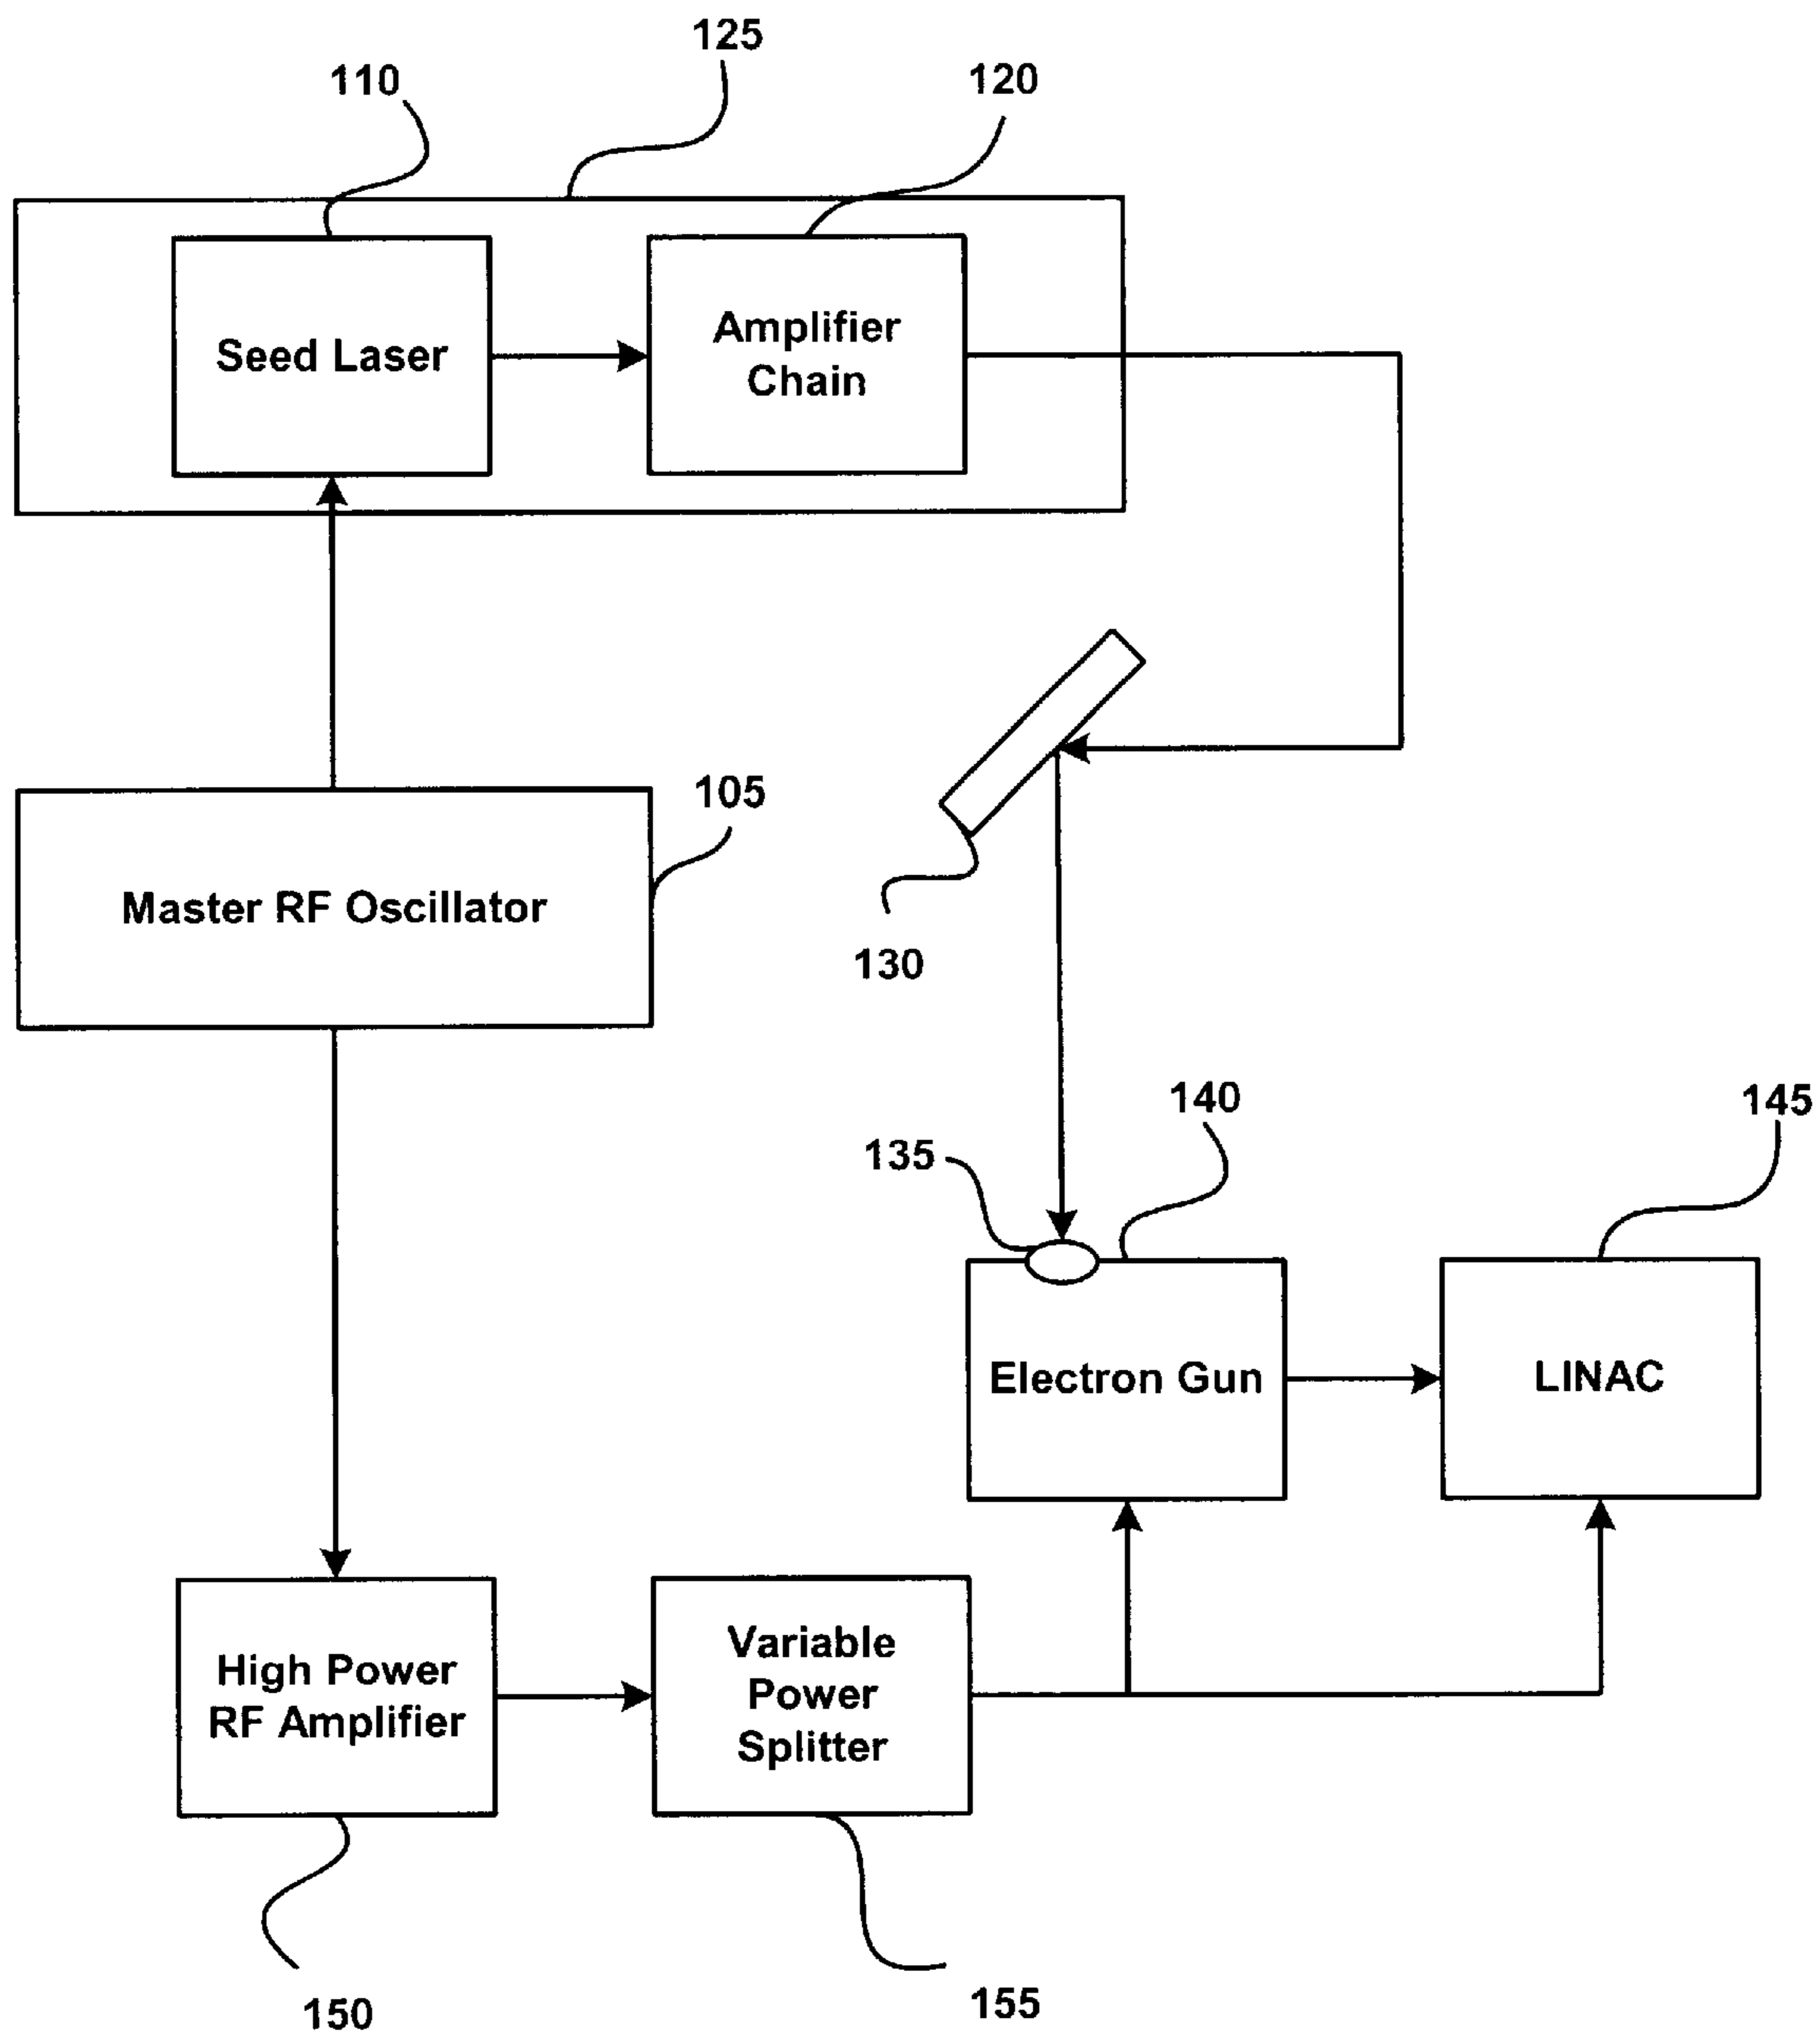 125
110
120
Seed Laser
Amplifier
Chain
105
Master RF Oscillator
130
140
145
135
Electron Gun
LINAC
High Power
RF Amplifier
Variable
Power
Splitter
150
155